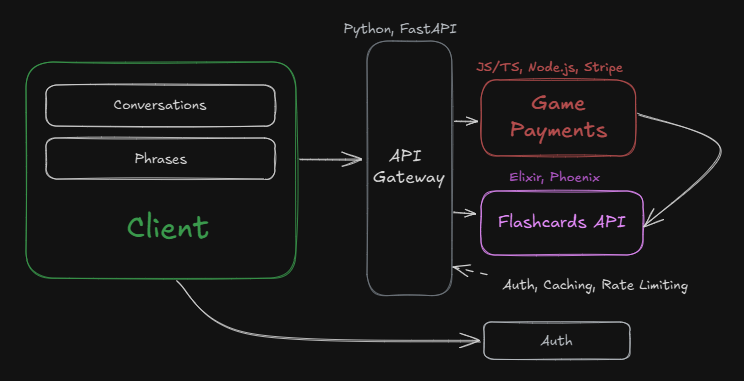 Python, FastAPI
JS/TS, Node.js, Stripe
Conversations
Phrases
Client
API
Gateway
Game
Payments
Elixir, Phoenix
Flashcards API
Auth, Caching, Rate Limiting
Auth